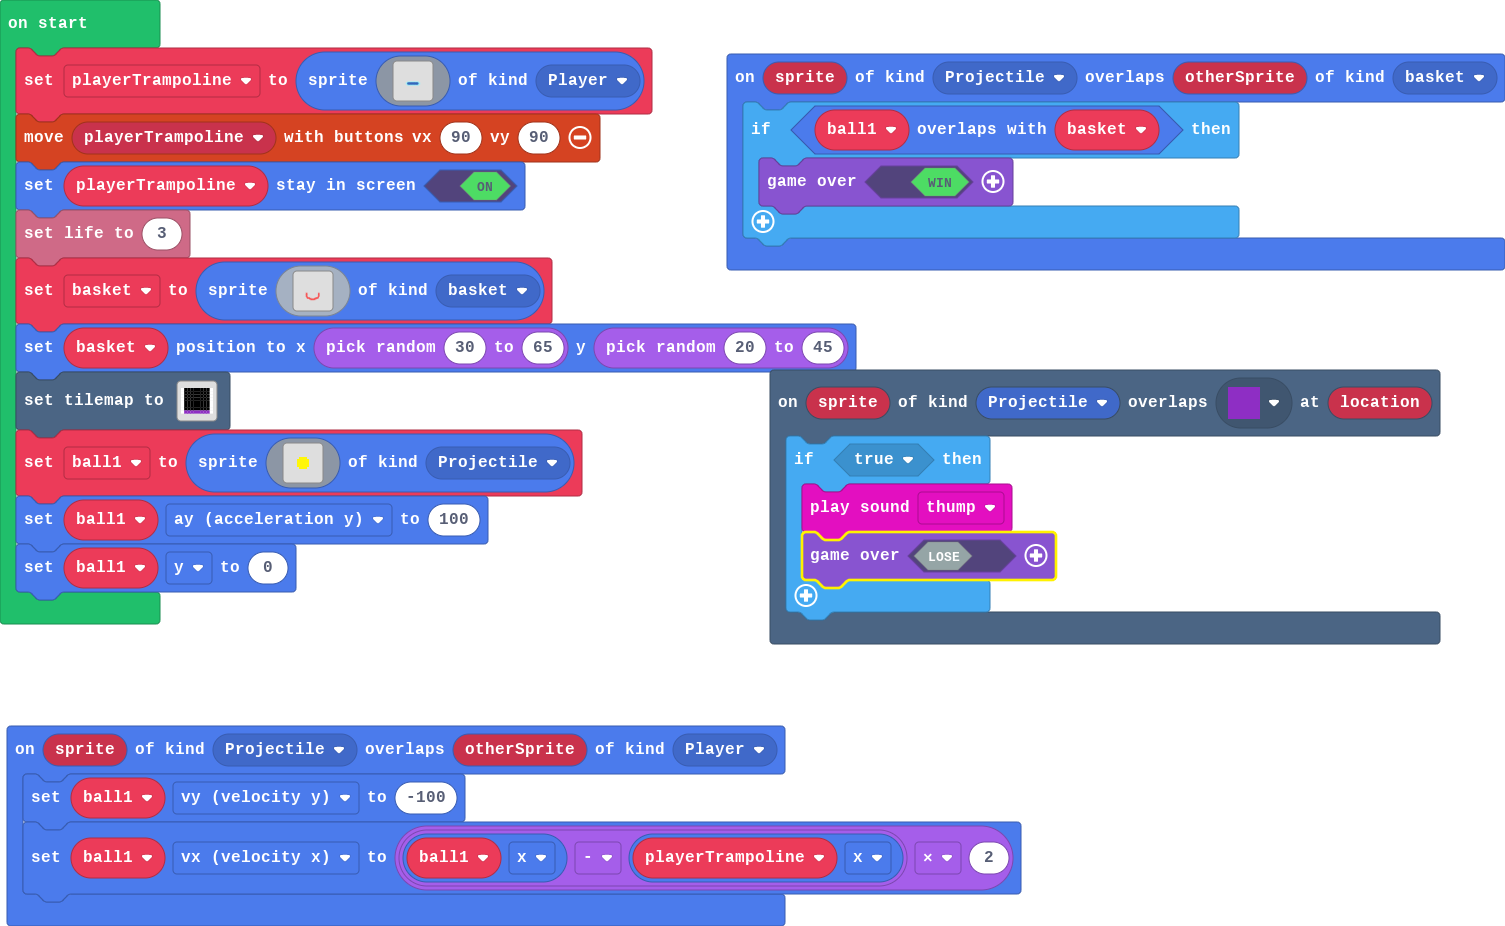 on start
set playerTrampoline to sprite of kind Player
move playerTrampoline with buttons vx 90 vy 90
set playerTrampoline stay in screen ON
set life to 3
set basket to sprite of kind basket
set basket position to x pick random 30 to 65 y pick random 20 to 45
set tilemap to
set ball1 to sprite of kind Projectile
set ball1 ay (acceleration y) to 100
set ball1 y to 0
on sprite of kind Projectile overlaps otherSprite of kind basket
if ball1 overlaps with basket then
game over WIN
on sprite of kind Projectile overlaps at location
if true then
play sound thump
game over LOSE
on sprite of kind Projectile overlaps otherSprite of kind Player
set ball1 vy (velocity y) to -100
set ball1 vx (velocity x) to ball1 x - playerTrampoline x × 2